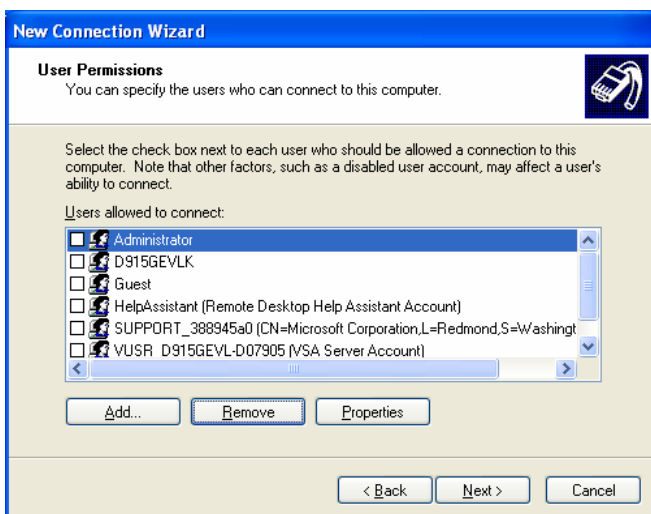 New Connection Wizard
User Permissions
You can specify the users who can connect to this computer.
Select the check box next to each user who should be allowed a connection to this
computer.  Note that other factors, such as a disabled user account, may affect a user's
ability to connect.
Users allowed to connect:
Administrator
D915GEVLK
Guest
HelpAssistant (Remote Desktop Help Assistant Account)
SUPPORT_388945a0 (CN=Microsoft Corporation,L=Redmond,S=Washingt
VUSR_D915GEVL-D07905 (VSA Server Account)
Add...
Remove
Properties
< Back
Next >
Cancel